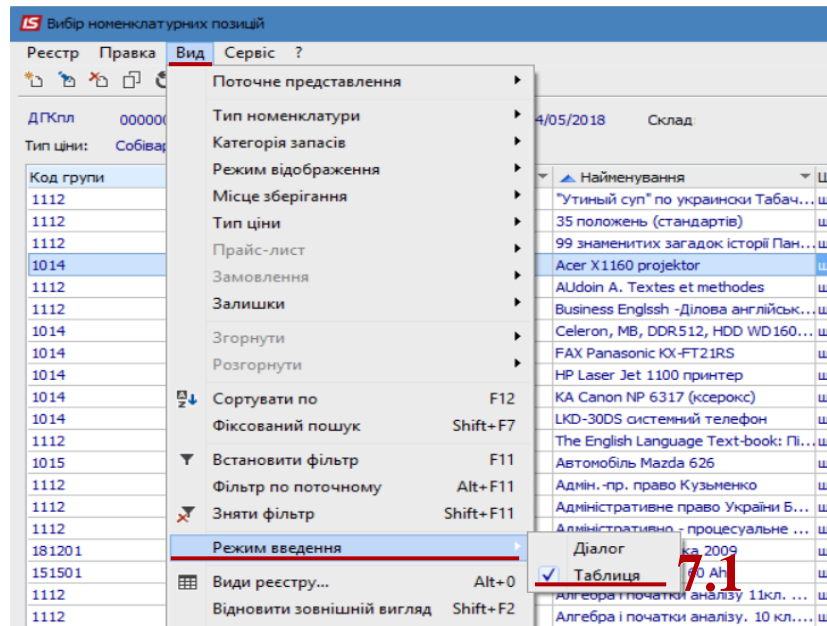 IS Вибір номенклатурних позицій
Реєстр Правка Вид Сервіс ?
ДГКпл 00000 4/05/2018 Склад
Тип ціни: Собівар
Поточне представлення
Тип номенклатури
Категорія запасів
Режим відображення
Місце зберігання
Тип ціни
Прайс-лист
Замовлення
Залишки
Згорнути
Розгорнути
Сортувати по F12
Фіксований пошук Shift+F7
Встановити фільтр F11
Фільтр по поточному Alt+F11
Зняти фільтр Shift+F11
Режим введення
Види реєстру... Alt+0
Відновити зовнішній вигляд Shift+F2
Діалог
Таблиця
7.1
Код групи
1112
1112
1112
1014
1112
1112
1014
1014
1014
1014
1014
1112
1015
1112
1112
1112
181201
151501
1112
1112
Найменування
"Утиный суп" по украински Табач...
35 положень (стандартів)
99 знаменитих загадок історії Пан...
Acer X1160 projektor
AUdoin A. Textes et methodes
Business Englssh -Ділова англійськ...
Celeron, MB, DDR512, HDD WD160...
FAX Panasonic KX-FT21RS
HP Laser Jet 1100 принтер
KA Canon NP 6317 (ксерокс)
LKD-30DS системний телефон
The English Language Text-book: Пі...
Автомобіль Mazda 626
Адмін.-пр. право Кузьменко
Адміністративне право України Б...
Административно - процесуальне ...
ка 2009
60 Ah
Алгебра і початки аналізу 11кл. ...
Алгебра і початки аналізу. 10 кл....